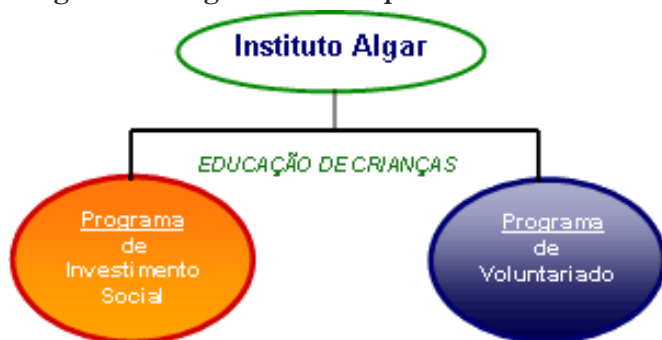 Instituto Algar
EDUCAÇÃO DE CRIANÇAS
Programa
de
Investimento
Social
Programa
de
Voluntariado